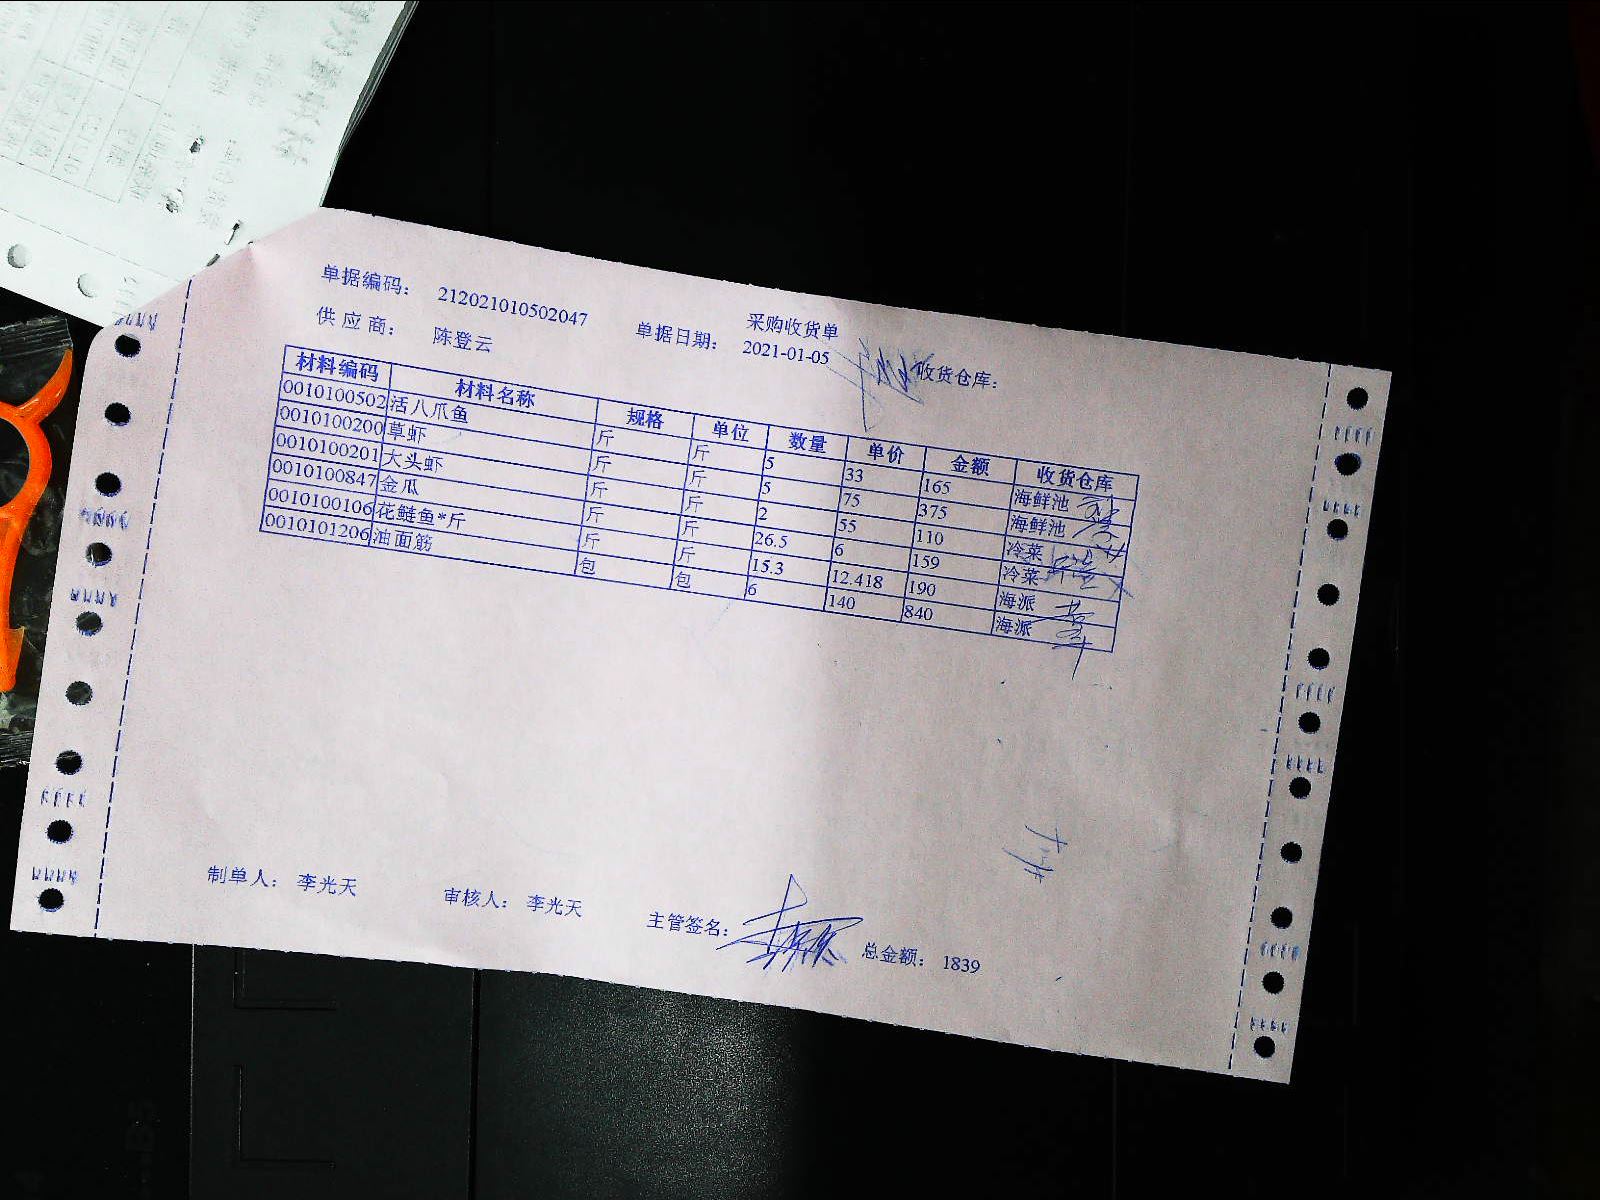 采购收货单
单据编码： 212021010502047 单据日期： 2021-01-05 收货仓库：
供应商： 陈登云
材料编码 材料名称 规格 单位 数量 单价 金额 收货仓库
0010100502 活八爪鱼 斤 斤 5 33 165 海鲜池
0010100200 草虾 斤 斤 5 75 375 海鲜池
0010100201 大头虾 斤 斤 2 55 110 冷菜
0010100847 金瓜 斤 斤 26.5 6 159 冷菜
0010100106 花鲢鱼*斤 斤 斤 15.3 12.418 190 海派
0010101206 油面筋 包 包 6 140 840 海派
制单人： 李光天 审核人： 李光天 主管签名： 总金额： 1839